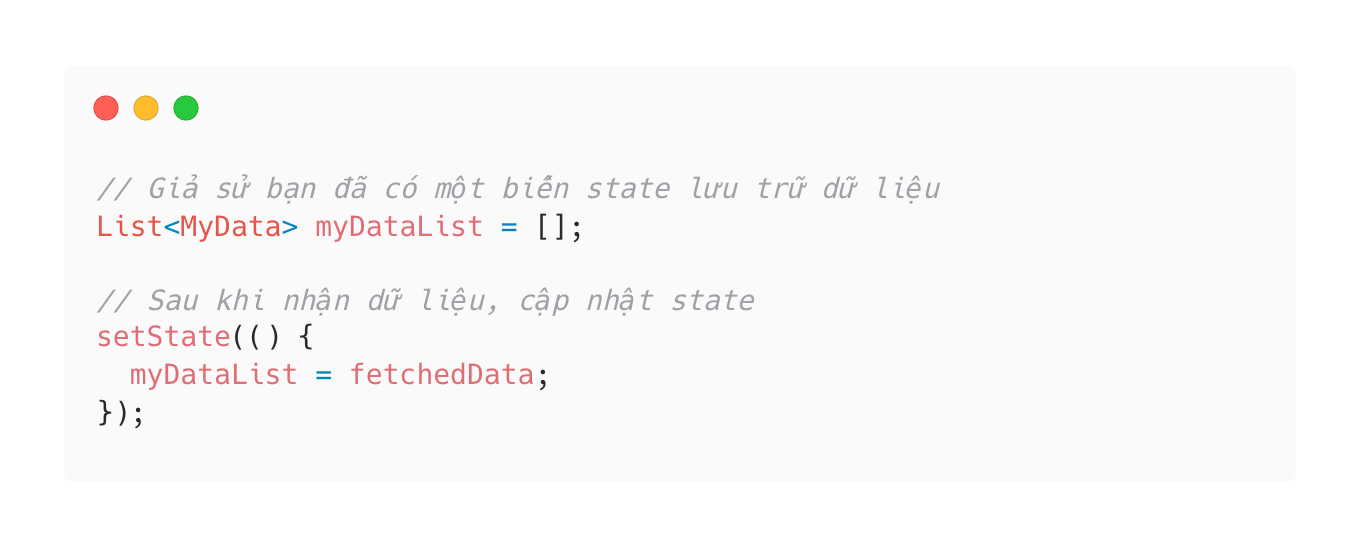 // Giả sử bạn đã có một biến state lưu trữ dữ liệu
List<MyData> myDataList = [];
// Sau khi nhận dữ liệu, cập nhật state
setState(() {
  myDataList = fetchedData;
});